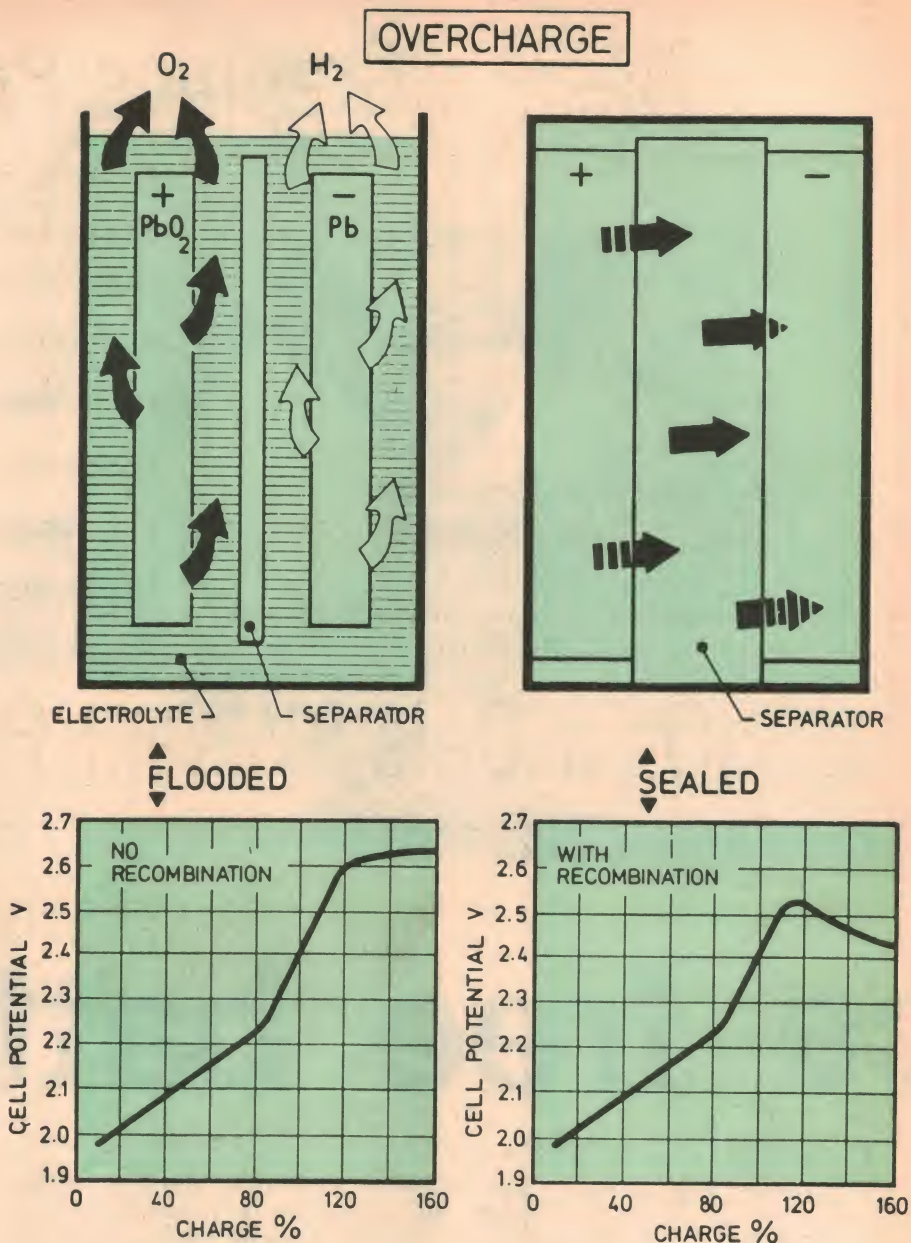 OVERCHARGE
O₂ H₂
+
PbO₂
-
Pb
+
-
ELECTROLYTE
SEPARATOR
SEPARATOR
FLOODED
SEALED
NO
RECOMBINATION
CELL POTENTIAL V
2.7
2.6
2.5
2.4
2.3
2.2
2.1
2.0
1.9
0 40 80 120 160
CHARGE %
WITH
RECOMBINATION
CELL POTENTIAL V
2.7
2.6
2.5
2.4
2.3
2.2
2.1
2.0
1.9
0 40 80 120 160
CHARGE %